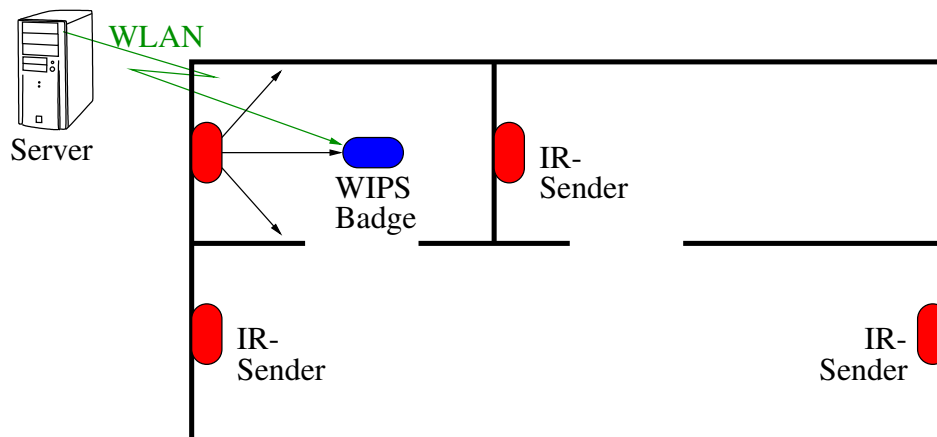 WLAN
Server
WIPS
Badge
IR-
Sender
IR-
Sender
IR-
Sender